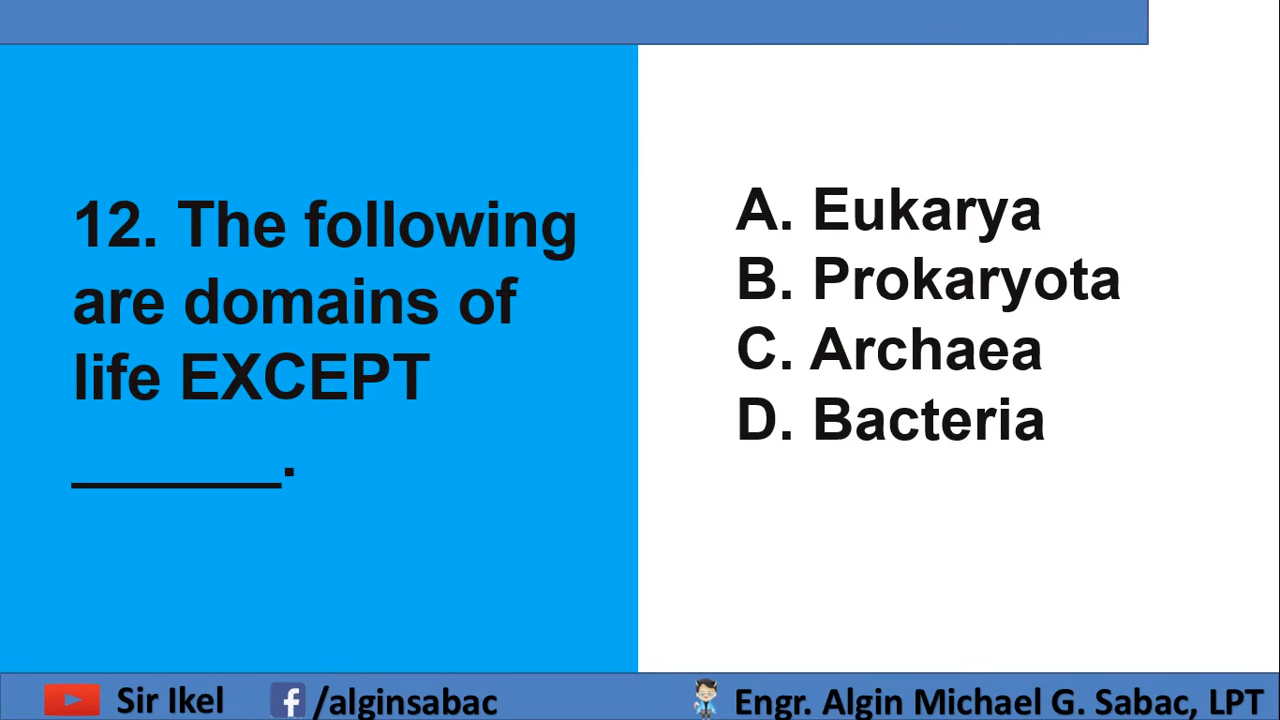 12. The following
are domains of
life EXCEPT
_______.
A. Eukarya
B. Prokaryota
C. Archaea
D. Bacteria
Sir Ikel
/alginsabac
Engr. Algin Michael G. Sabac, LPT